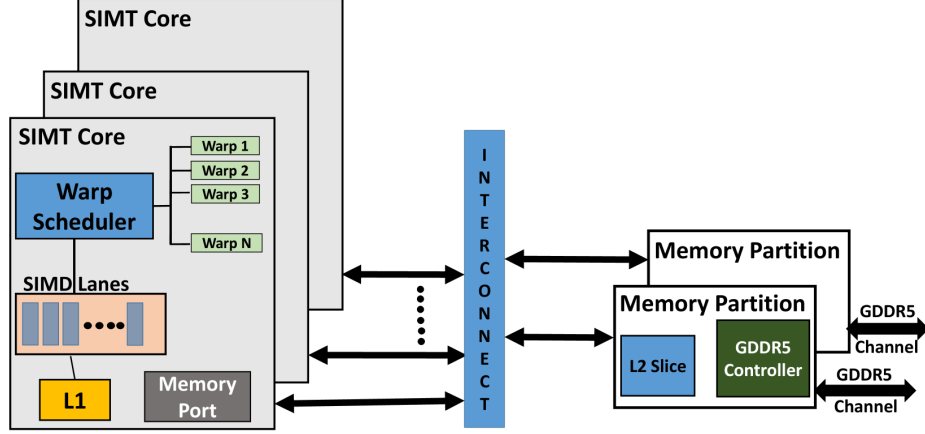 SIMT Core
SIMT Core
SIMT Core
Warp 1
Warp 2
Warp 3
Warp N
Warp
Scheduler
SIMD Lanes
L1
Memory
Port
INTERCONNECT
Memory Partition
Memory Partition
L2 Slice
GDDR5
Controller
GDDR5
Channel
GDDR5
Channel